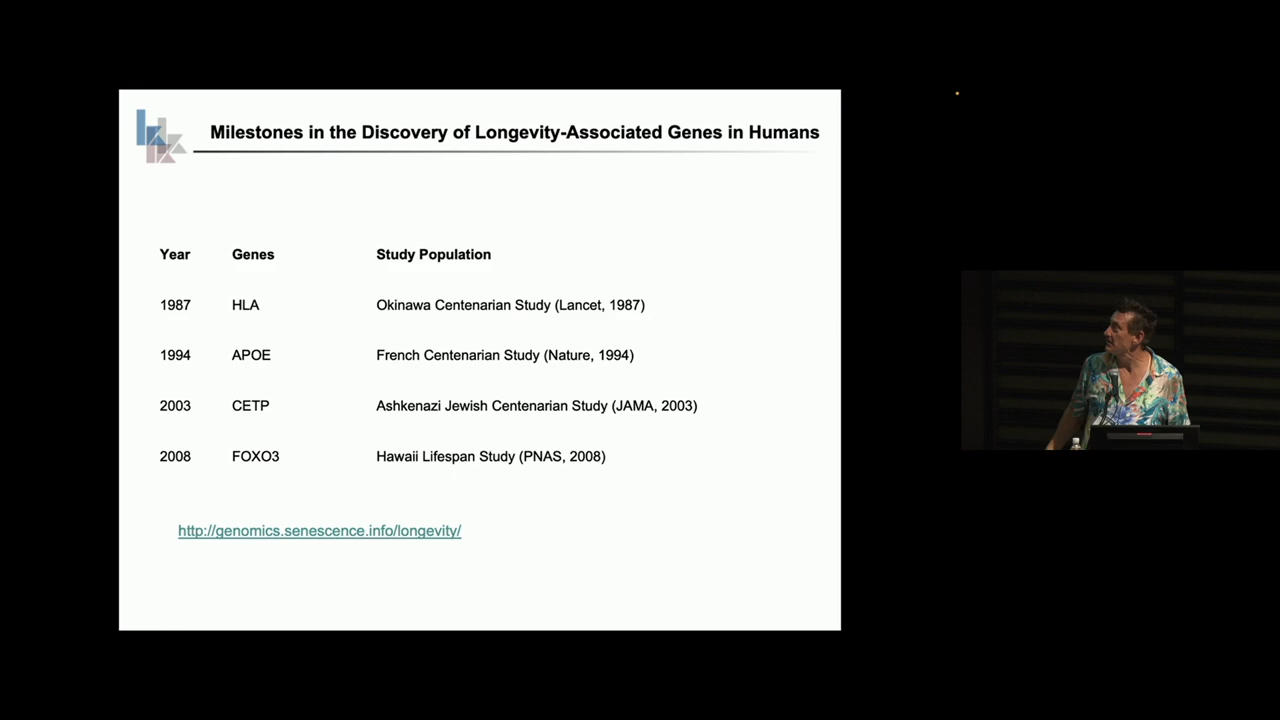 Milestones in the Discovery of Longevity-Associated Genes in Humans
Year Genes Study Population
1987 HLA Okinawa Centenarian Study (Lancet, 1987)
1994 APOE French Centenarian Study (Nature, 1994)
2003 CETP Ashkenazi Jewish Centenarian Study (JAMA, 2003)
2008 FOXO3 Hawaii Lifespan Study (PNAS, 2008)
http://genomics.senescence.info/longevity/